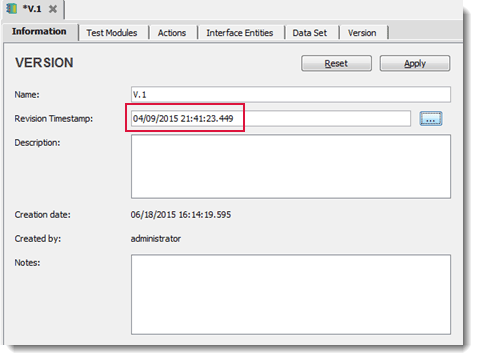 *V.1
Information Test Modules Actions Interface Entities Data Set Version
VERSION Reset Apply
Name: V.1
Revision Timestamp: 04/09/2015 21:41:23.449 ...
Description:
Creation date: 06/18/2015 16:14:19.595
Created by: administrator
Notes: